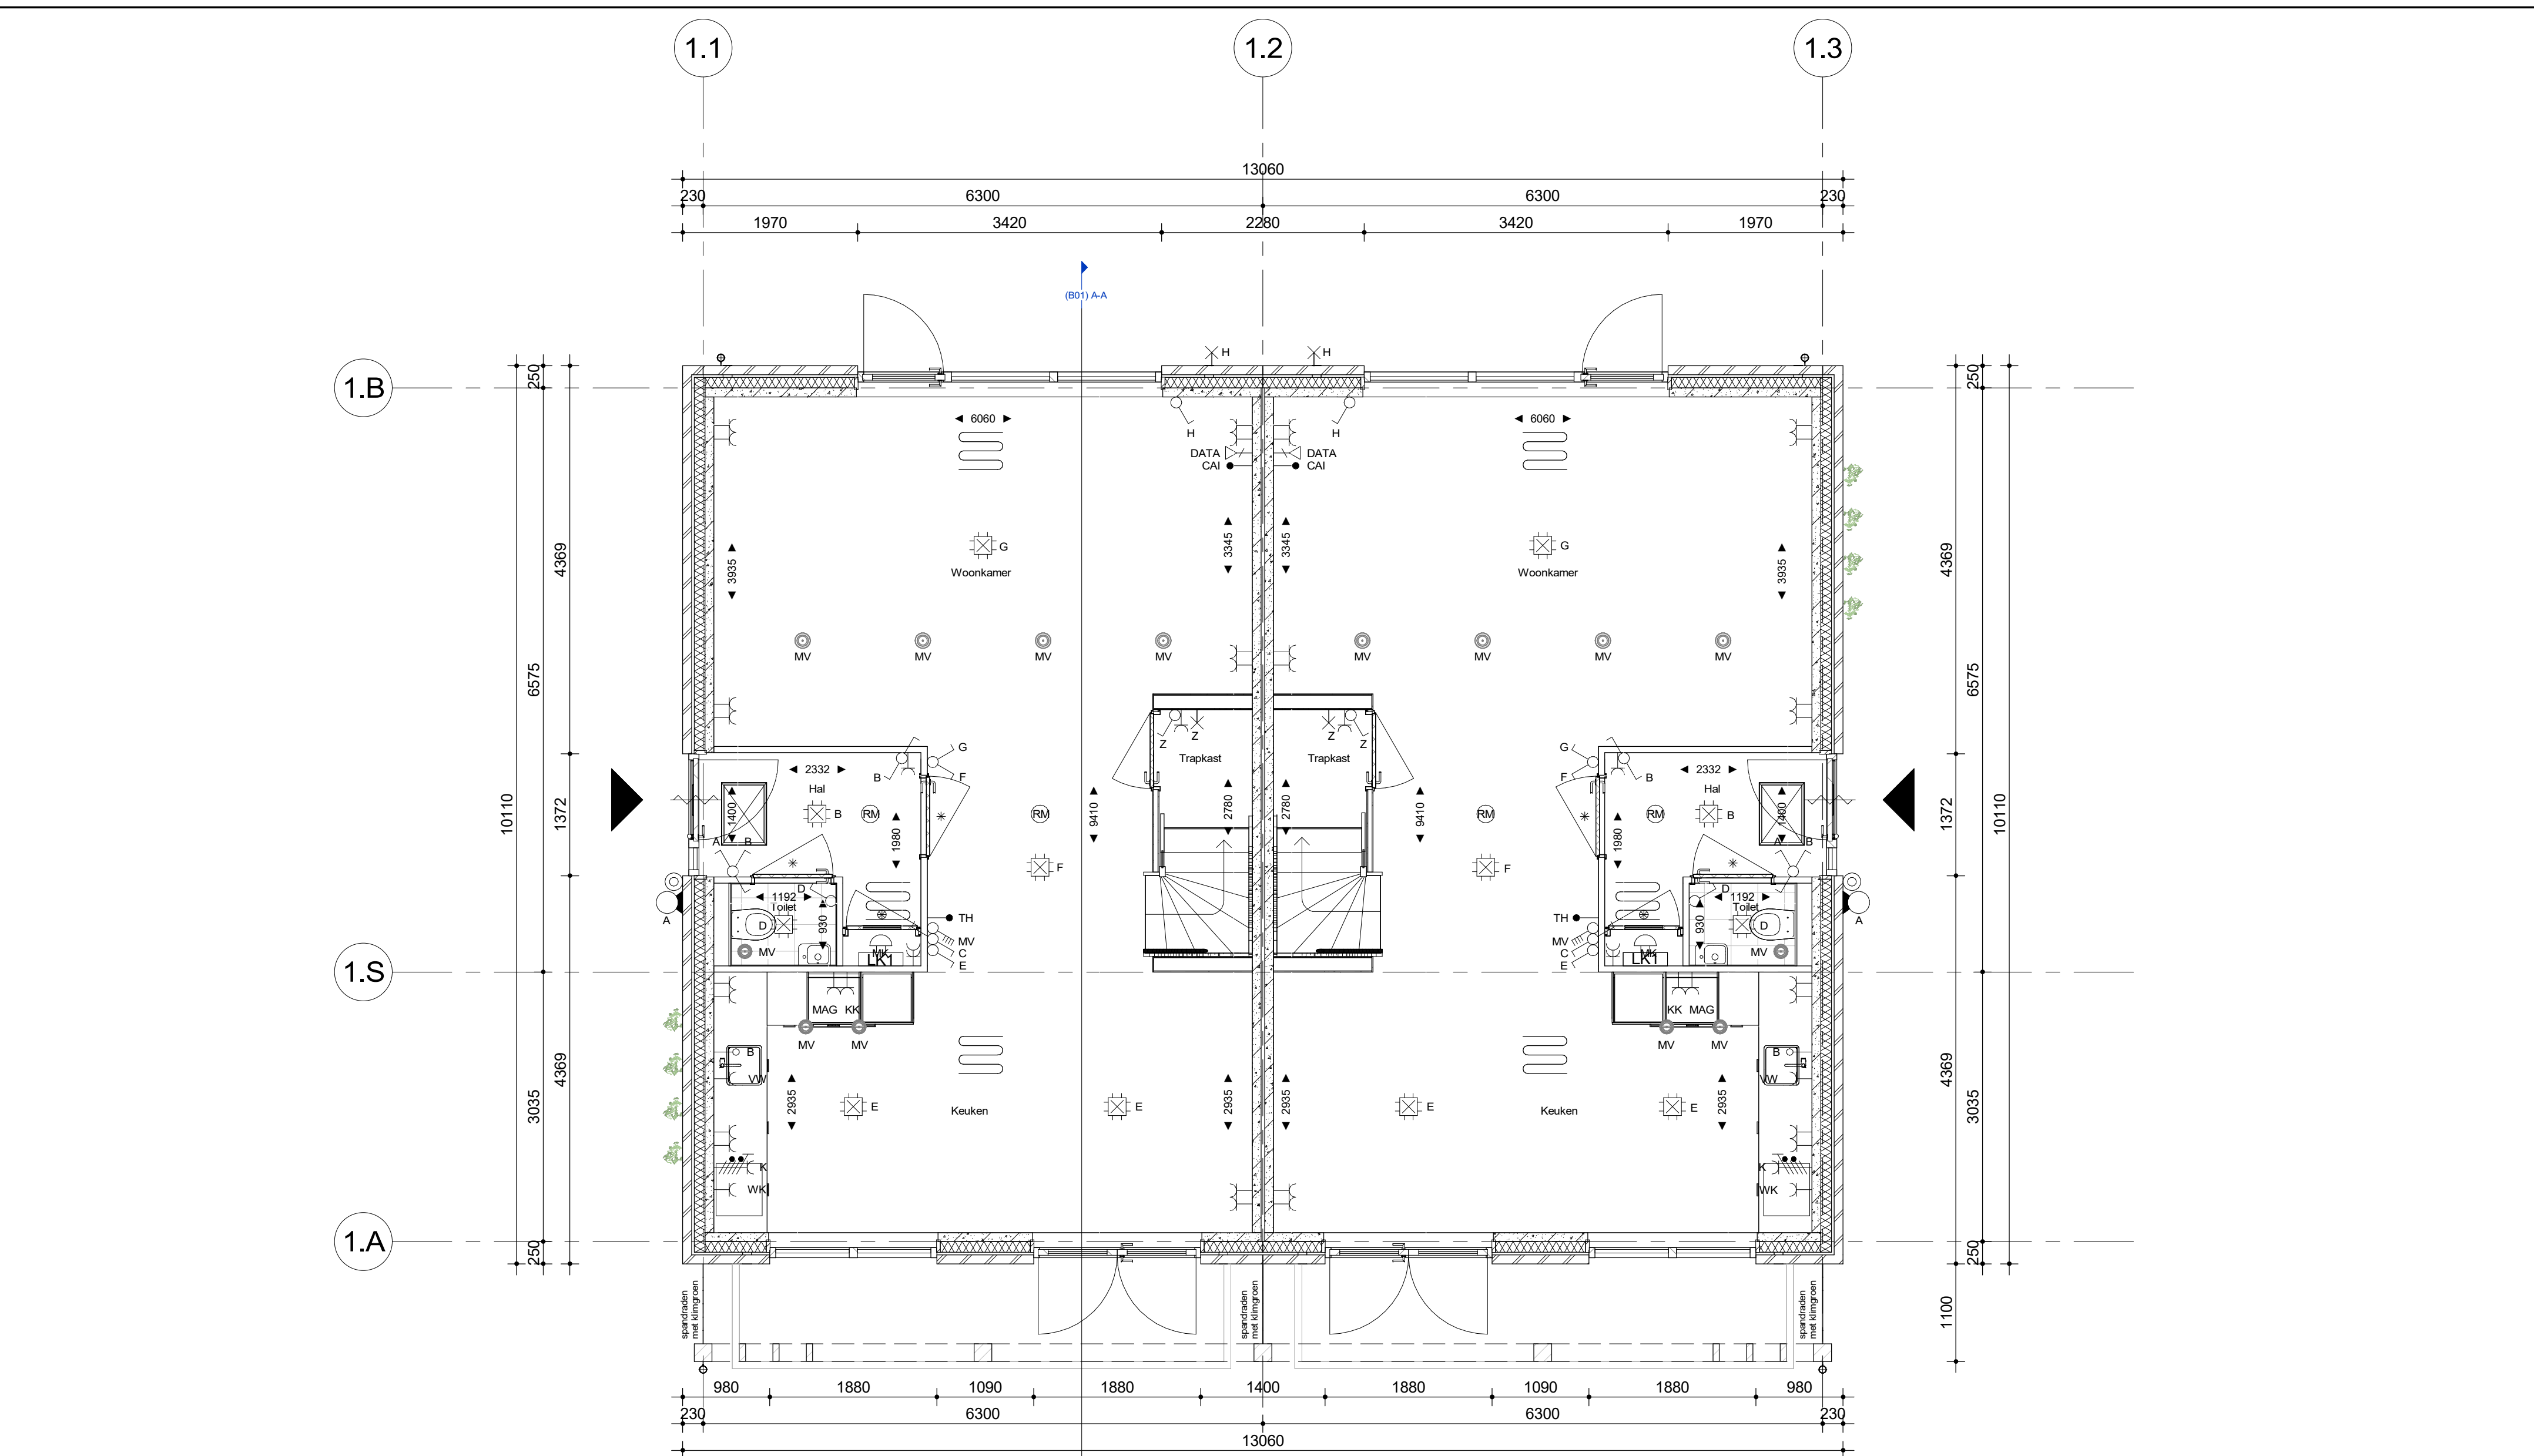 1.1
1.2
1.3
13060
230
6300
6300
230
1970
3420
2280
3420
1970
(B01) A-A
H
H
1.B
250
250
6060
6060
H
H
DATA
DATA
CAI
CAI
G
G
3345
3345
4369
3935
Woonkamer
Woonkamer
3935
4369
MV
MV
MV
MV
MV
MV
MV
MV
6575
6575
Z
Z
Z
Z
G
G
Trapkast
Trapkast
B
F
F
B
2332
2332
Hal
Hal
10110
1372
1400
B
RM
RM
9410
2780
2780
9410
RM
RM
B
1400
1372
10110
1980
1980
A
B
A
B
F
F
D
D
1192
1192
Toilet
Toilet
A
TH
TH
A
D
930
930
D
MV
MV
MV
MV
MK
C
C
MK
LK1
E
E
LK1
1.S
MAG
KK
KK
MAG
MV
MV
MV
MV
B
B
VW
VW
4369
4369
3035
2935
E
Keuken
E
2935
2935
E
Keuken
E
2935
3035
K
K
WK
WK
1.A
250
250
spandraden
met klimgroen
spandraden
met klimgroen
spandraden
met klimgroen
1100
980
1880
1090
1880
1400
1880
1090
1880
980
230
6300
6300
230
13060